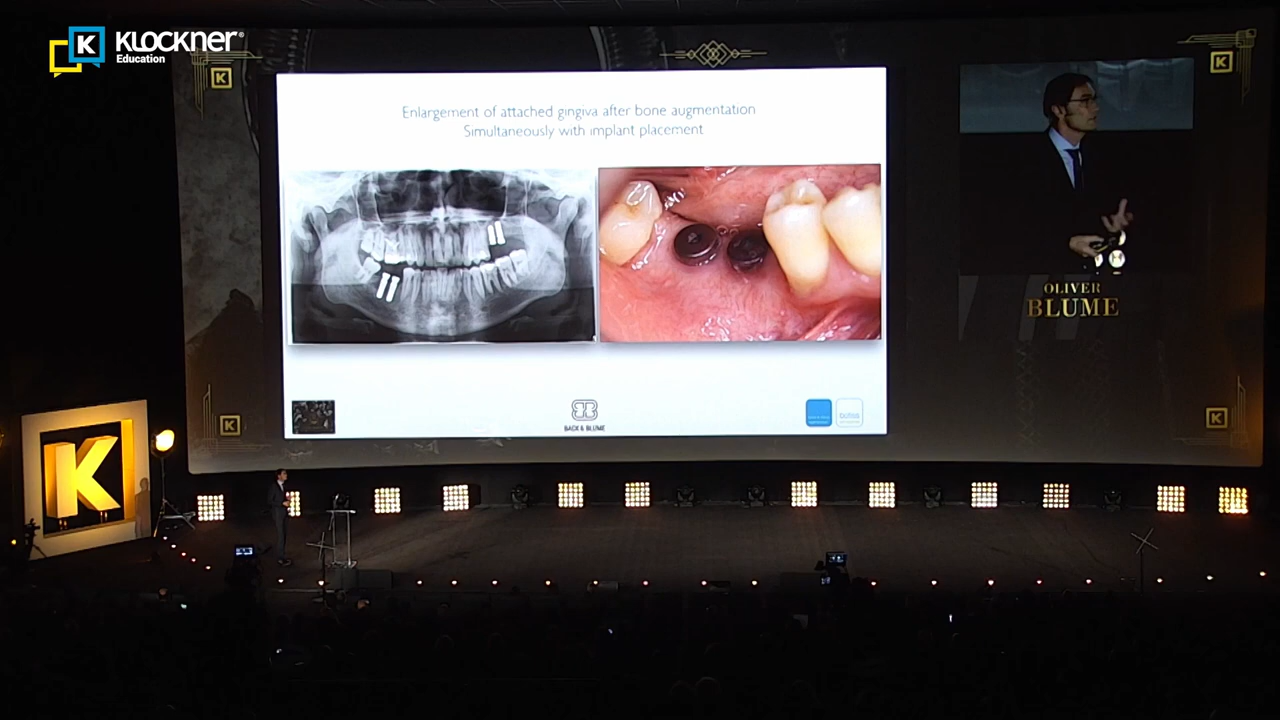 K KLOCKNER®
Education
K
K
Enlargement of attached gingiva after bone augmentation
Simultaneously with implant placement
OLIVER
BLUME
BACK & BLUME
K
K
K